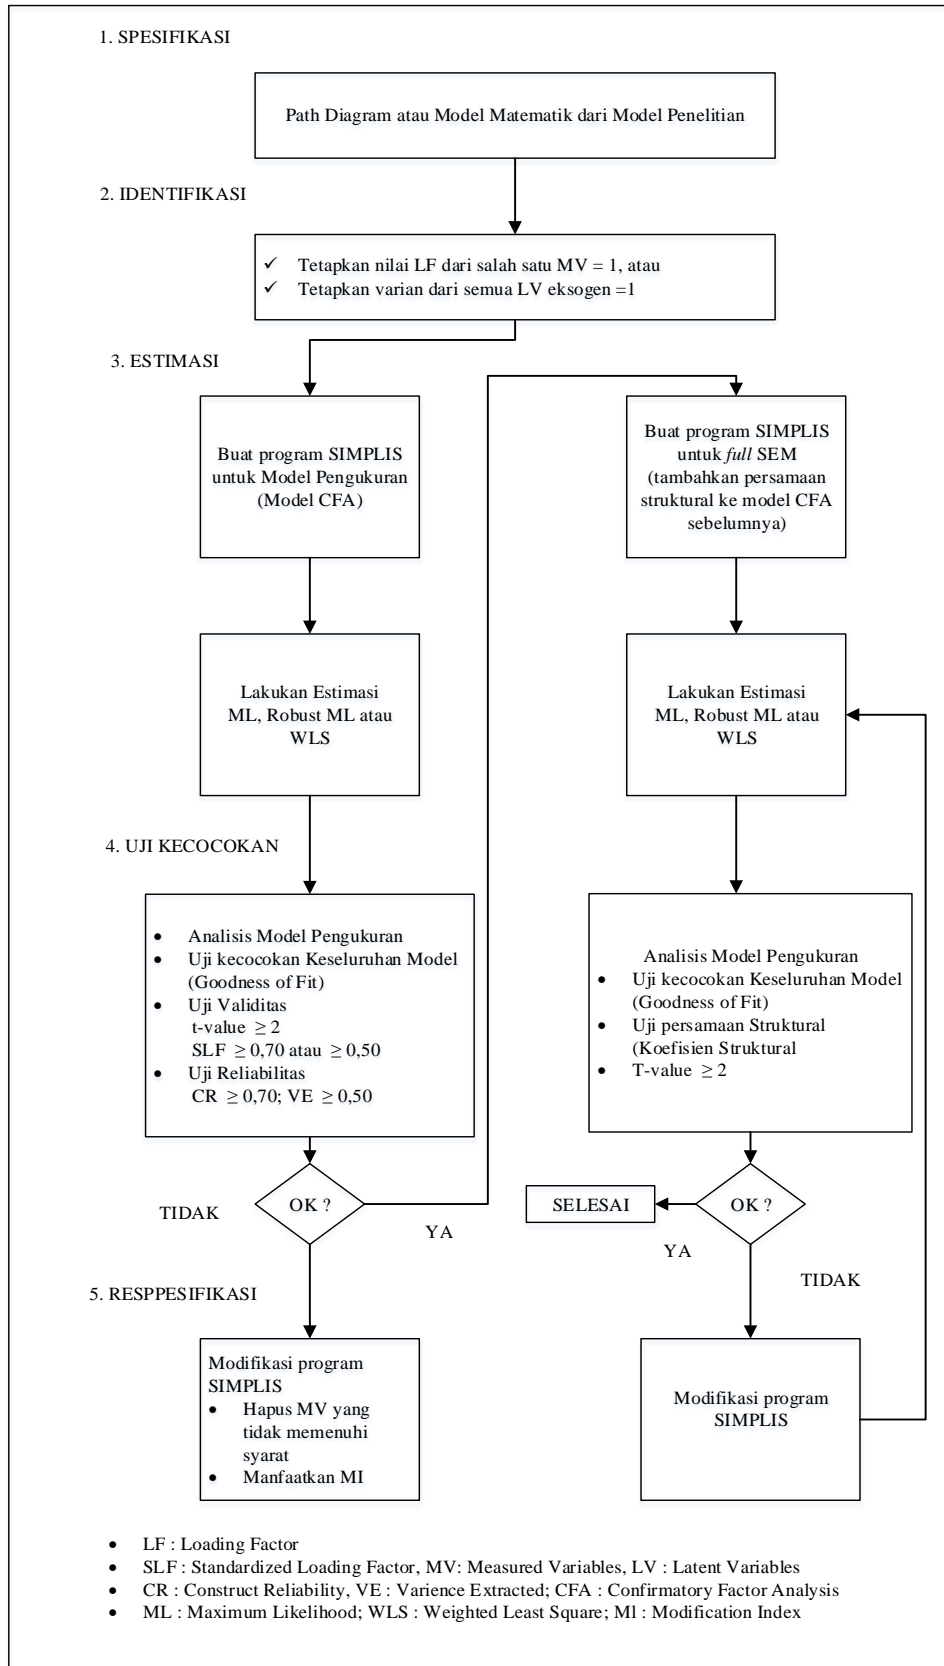 1. SPESIFIKASI
Path Diagram atau Model Matematik dari Model Penelitian
2. IDENTIFIKASI
✓ Tetapkan nilai LF dari salah satu MV = 1, atau
✓ Tetapkan varian dari semua LV eksogen =1
3. ESTIMASI
Buat program SIMPLIS
untuk Model Pengukuran
(Model CFA)
Buat program SIMPLIS
untuk full SEM
(tambahkan persamaan
struktural ke model CFA
sebelumnya)
Lakukan Estimasi
ML, Robust ML atau
WLS
Lakukan Estimasi
ML, Robust ML atau
WLS
4. UJI KECOCOKAN
• Analisis Model Pengukuran
• Uji kecocokan Keseluruhan Model
(Goodness of Fit)
• Uji Validitas
t-value ≥ 2
SLF ≥ 0,70 atau ≥ 0,50
• Uji Reliabilitas
CR ≥ 0,70; VE ≥ 0,50
Analisis Model Pengukuran
• Uji kecocokan Keseluruhan Model
(Goodness of Fit)
• Uji persamaan Struktural
(Koefisien Struktural
• T-value ≥ 2
OK ?
TIDAK
YA
SELESAI
OK ?
YA
TIDAK
5. RESPPESIFIKASI
Modifikasi program
SIMPLIS
• Hapus MV yang
tidak memenuhi
syarat
• Manfaatkan MI
Modifikasi program
SIMPLIS
• LF : Loading Factor
• SLF : Standardized Loading Factor, MV: Measured Variables, LV : Latent Variables
• CR : Construct Reliability, VE : Varience Extracted; CFA : Confirmatory Factor Analysis
• ML : Maximum Likelihood; WLS : Weighted Least Square; Ml : Modification Index